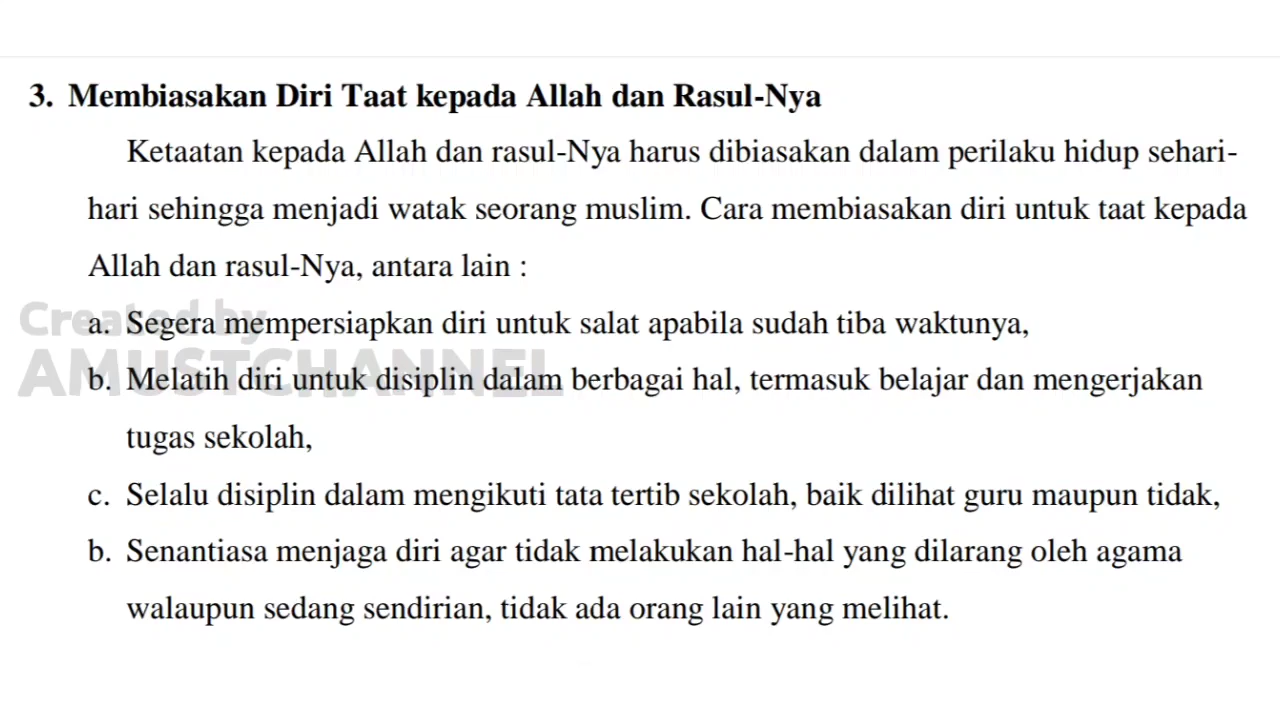 3. Membiasakan Diri Taat kepada Allah dan Rasul-Nya
Ketaatan kepada Allah dan rasul-Nya harus dibiasakan dalam perilaku hidup sehari-
hari sehingga menjadi watak seorang muslim. Cara membiasakan diri untuk taat kepada
Allah dan rasul-Nya, antara lain :
Created by
a. Segera mempersiapkan diri untuk salat apabila sudah tiba waktunya,
AMUSTCHANNEL
b. Melatih diri untuk disiplin dalam berbagai hal, termasuk belajar dan mengerjakan
tugas sekolah,
c. Selalu disiplin dalam mengikuti tata tertib sekolah, baik dilihat guru maupun tidak,
b. Senantiasa menjaga diri agar tidak melakukan hal-hal yang dilarang oleh agama
walaupun sedang sendirian, tidak ada orang lain yang melihat.